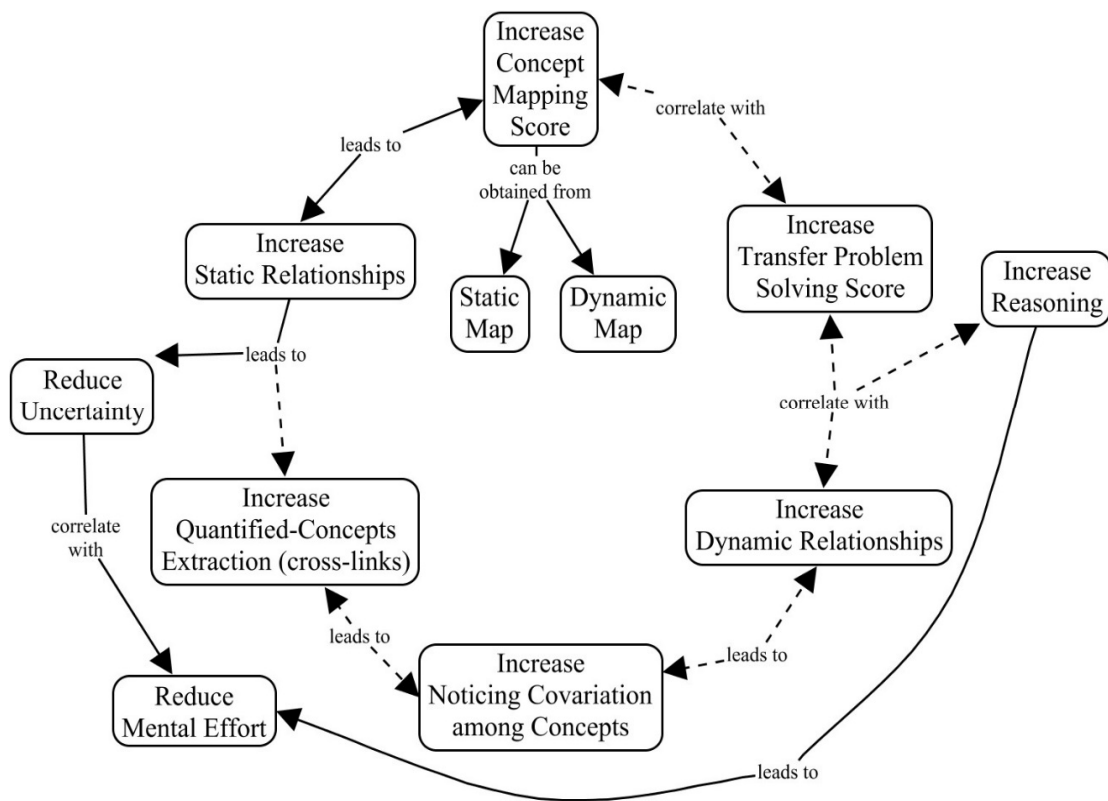 Increase
Concept
Mapping
Score
correlate with
leads to
can be
obtained from
Increase
Static Relationships
Static
Map
Dynamic
Map
Increase
Transfer Problem
Solving Score
Increase
Reasoning
leads to
Reduce
Uncertainty
correlate with
Increase
Quantified-Concepts
Extraction (cross-links)
Increase
Dynamic Relationships
correlate
with
leads to
leads to
Increase
Noticing Covariation
among Concepts
Reduce
Mental Effort
leads to